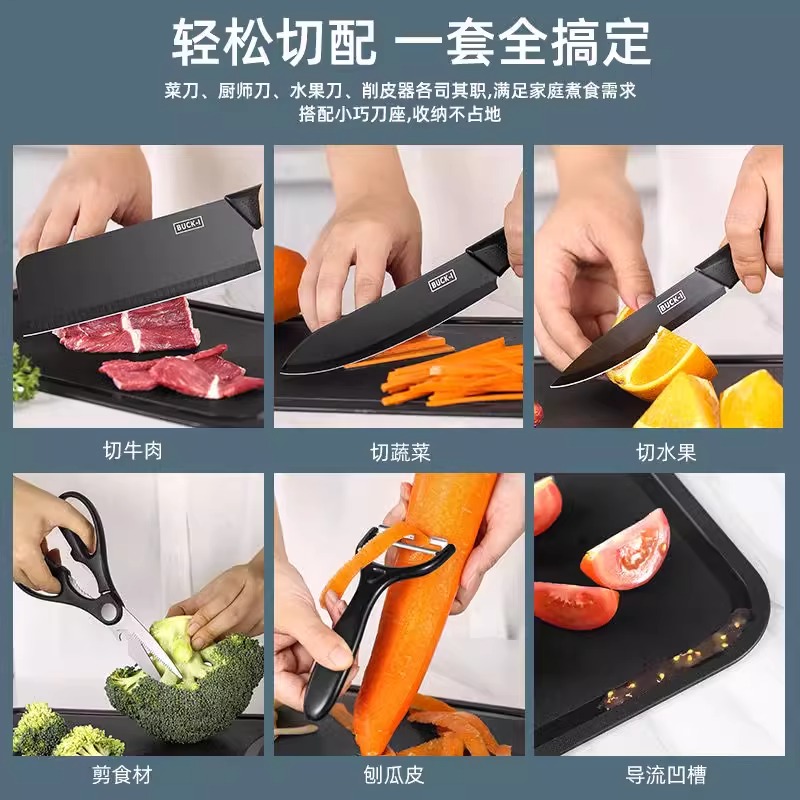 轻松切配 一套全搞定
菜刀、厨师刀、水果刀、削皮器各司其职,满足家庭煮食需求
搭配小巧刀座,收纳不占地
BUCK-I
BUCK-I
BUCK-I
切牛肉
切蔬菜
切水果
剪食材
刨瓜皮
导流凹槽